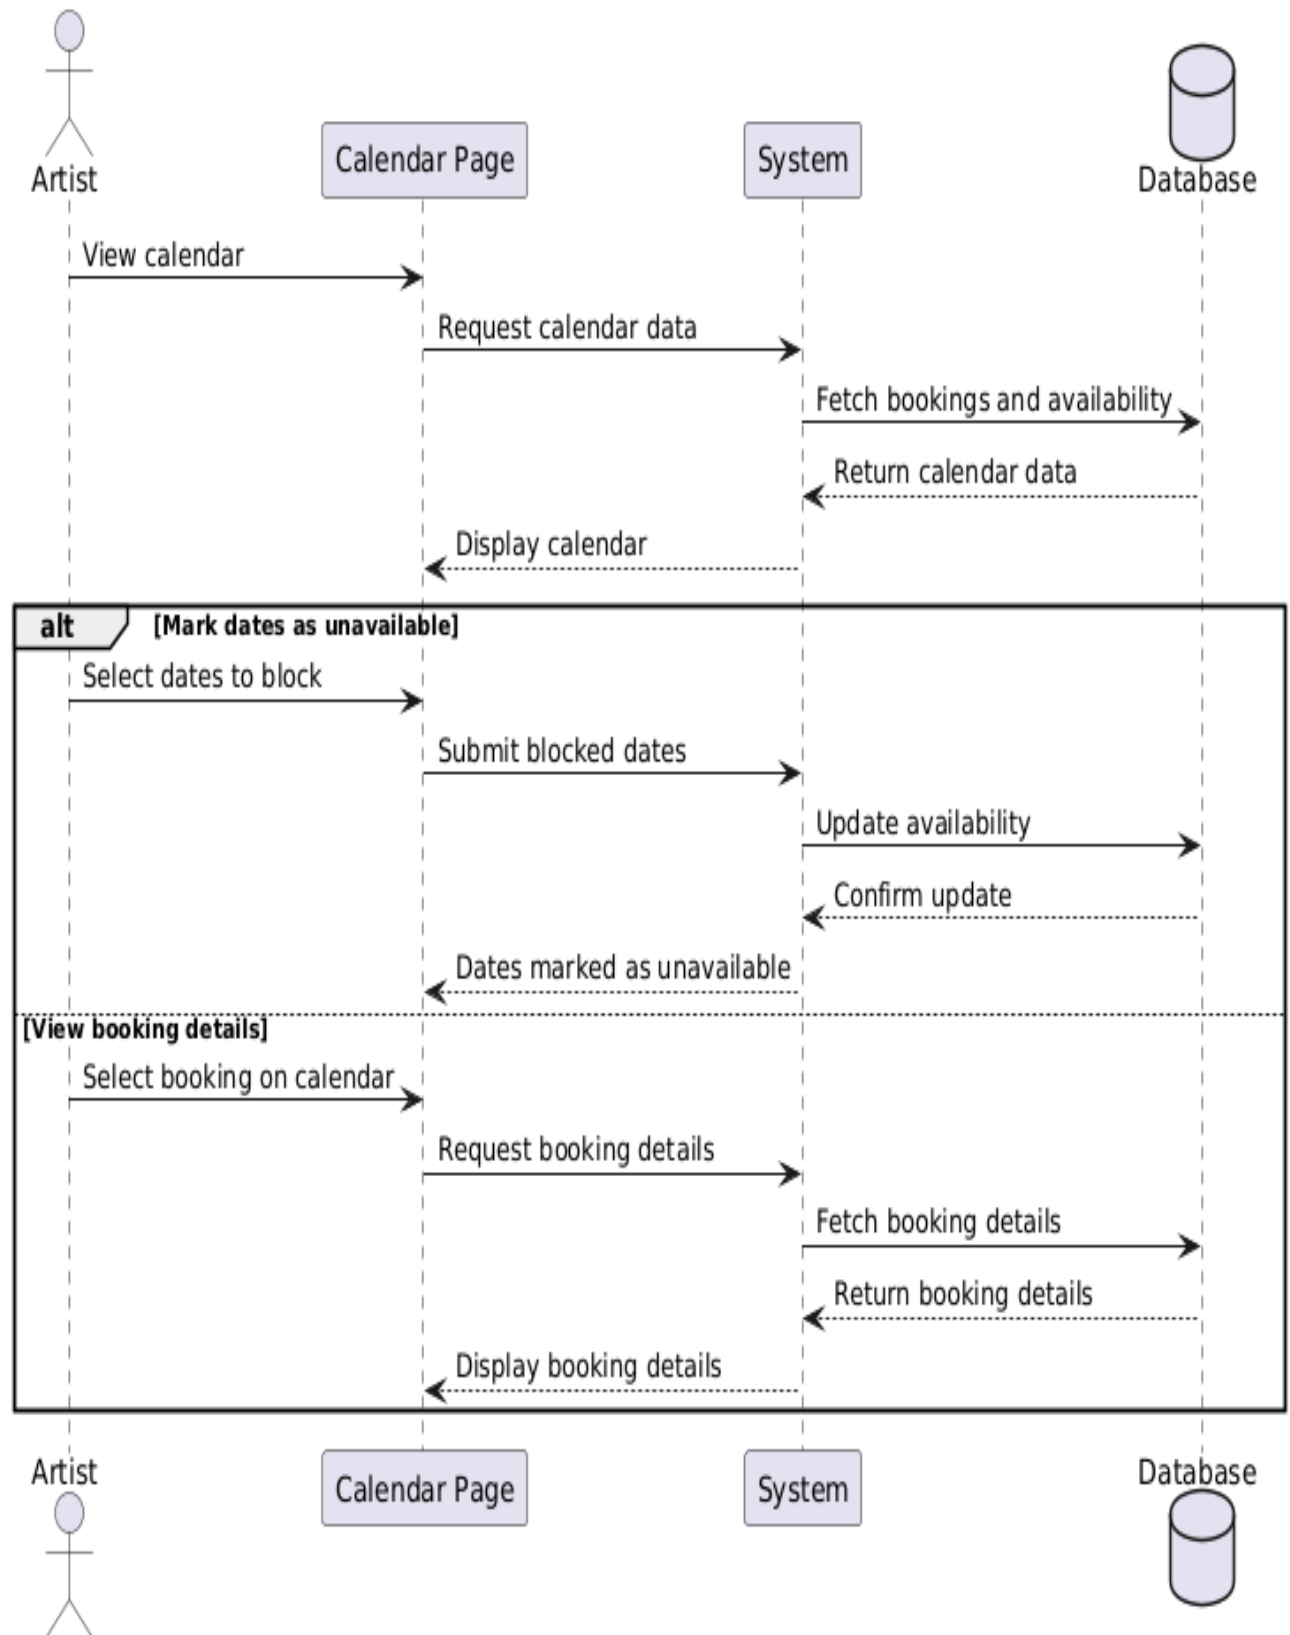 Artist
Calendar Page
System
Database
View calendar
Request calendar data
Fetch bookings and availability
Return calendar data
Display calendar
alt [Mark dates as unavailable]
Select dates to block
Submit blocked dates
Update availability
Confirm update
Dates marked as unavailable
[View booking details]
Select booking on calendar
Request booking details
Fetch booking details
Return booking details
Display booking details
Artist
Calendar Page
System
Database